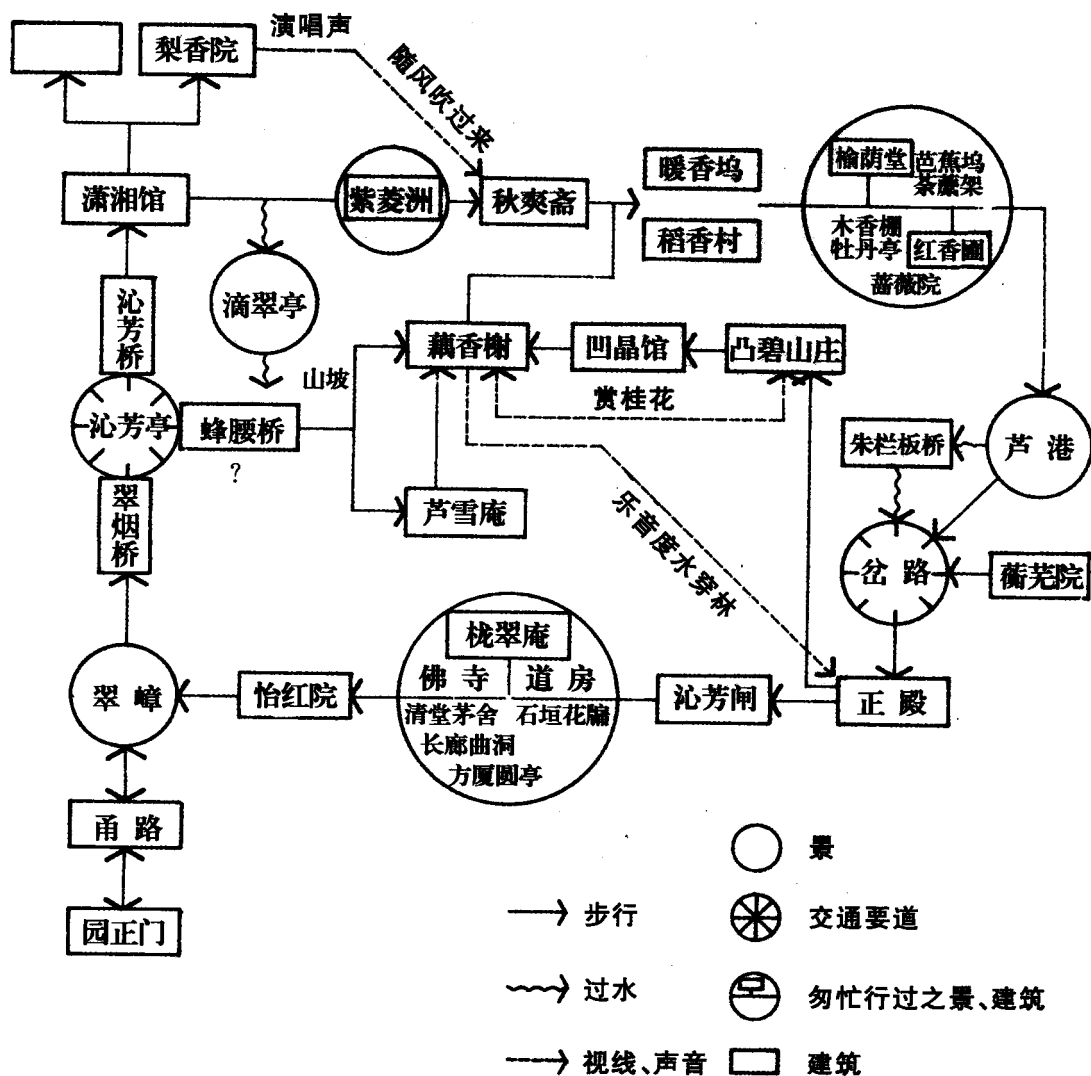 梨香院
演唱声
随风吹过来
潇湘馆
紫菱洲
秋爽斋
暖香坞
稻香村
榆荫堂
芭蕉坞
荼蘼架
木香棚
牡丹亭
红香圃
蔷薇院
沁芳桥
滴翠亭
山坡
藕香榭
凹晶馆
凸碧山庄
赏桂花
沁芳亭
蜂腰桥
?
芦雪庵
朱栏板桥
芦港
翠烟桥
乐音度水穿林
岔路
蘅芜院
栊翠庵
佛寺
道房
清堂茅舍
石垣花牖
长廊曲洞
方厦圆亭
翠嶂
怡红院
沁芳闸
正殿
甬路
园正门
景
步行
交通要道
过水
匆忙行过之景、建筑
视线、声音
建筑